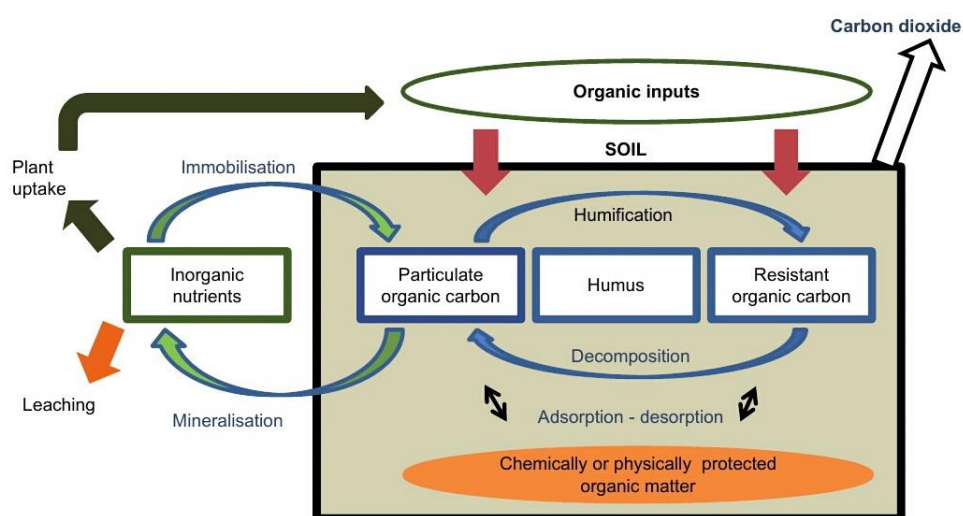 Carbon dioxide
Organic inputs
SOIL
Plant
uptake
Immobilisation
Humification
Inorganic
nutrients
Particulate
organic carbon
Humus
Resistant
organic carbon
Decomposition
Leaching
Mineralisation
Adsorption - desorption
Chemically or physically protected
organic matter